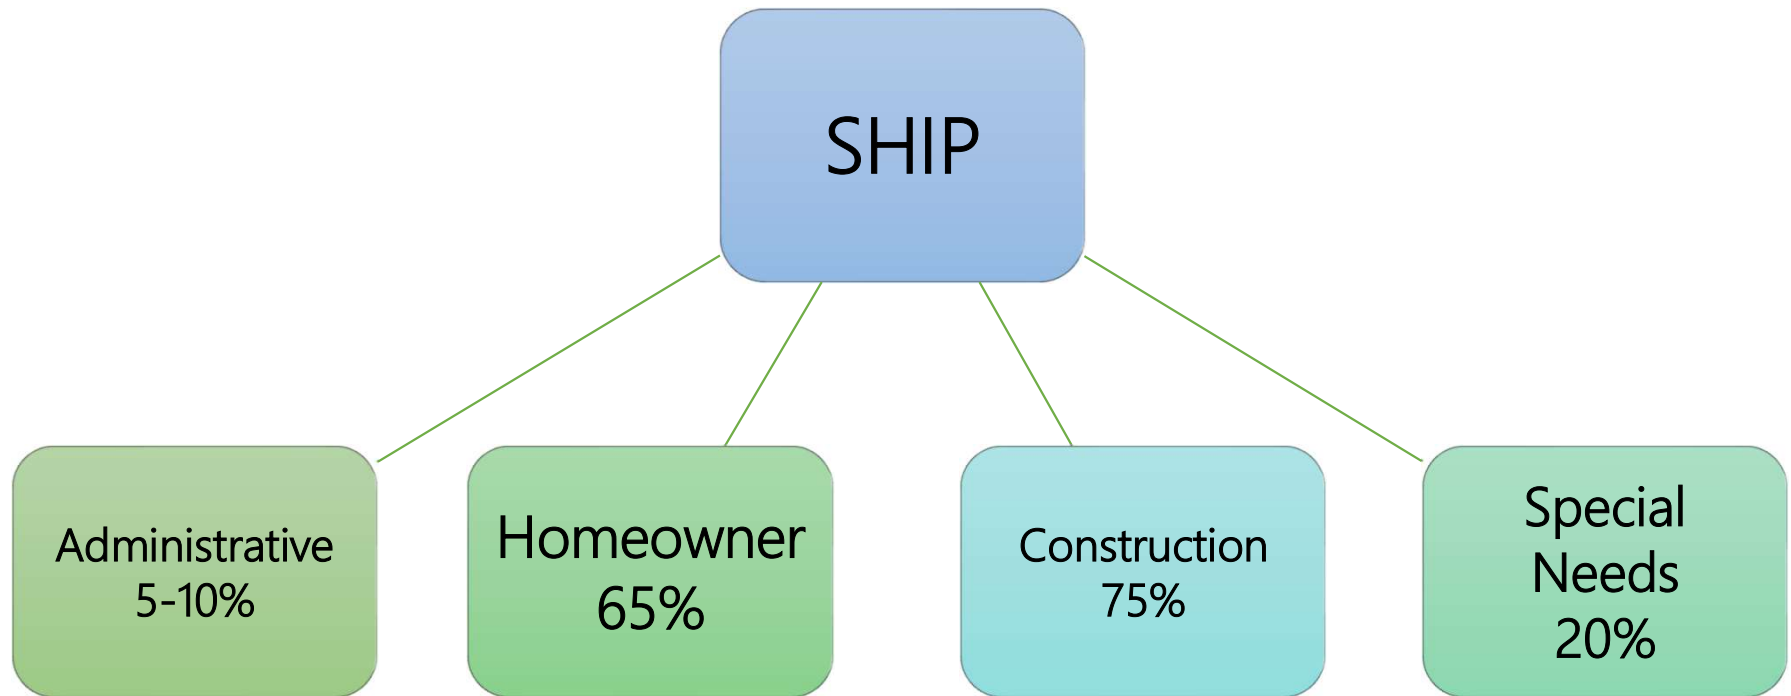 SHIP
Administrative
5-10%
Homeowner
65%
Construction
75%
Special
Needs
20%